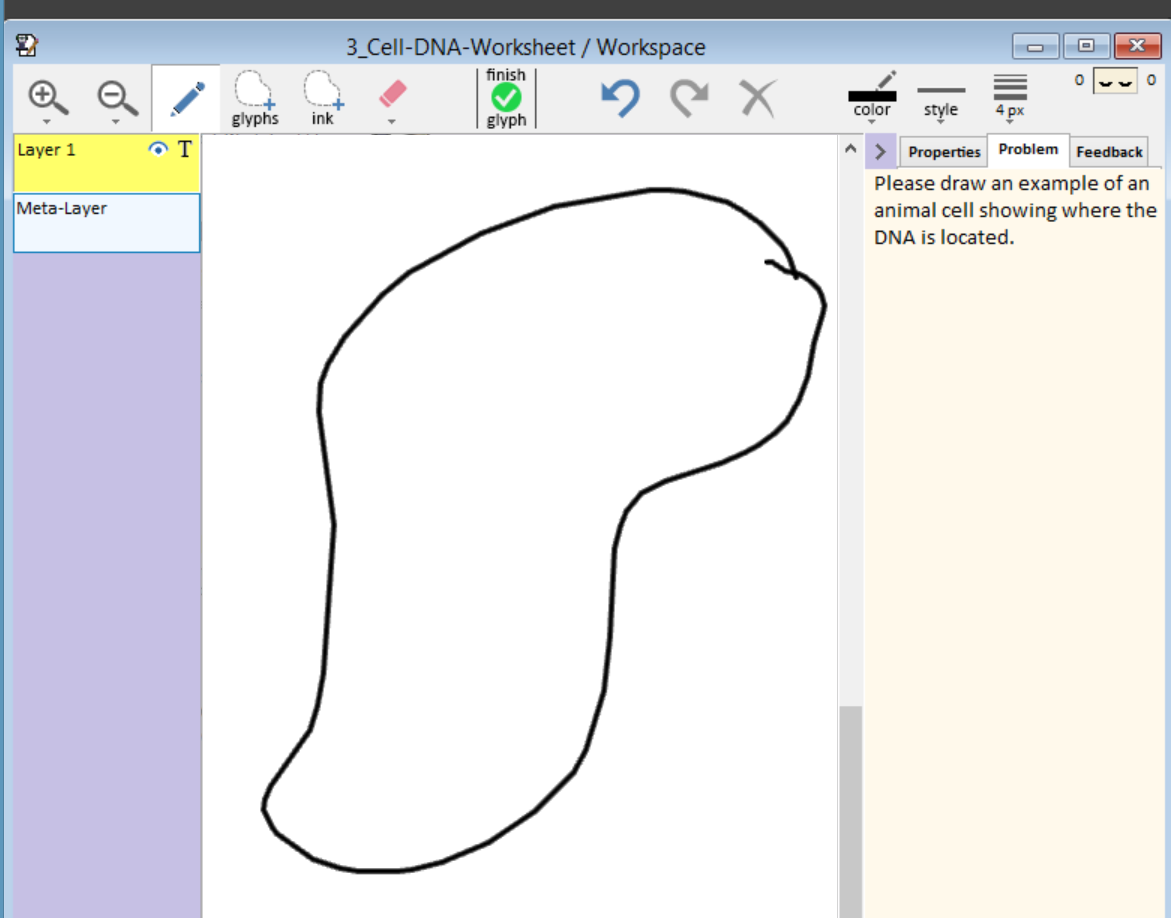 3_Cell-DNA-Worksheet / Workspace
glyphs
ink
finish
glyph
color
style
4 px
0
0
Layer 1
T
Meta-Layer
Properties
Problem
Feedback
Please draw an example of an
animal cell showing where the
DNA is located.